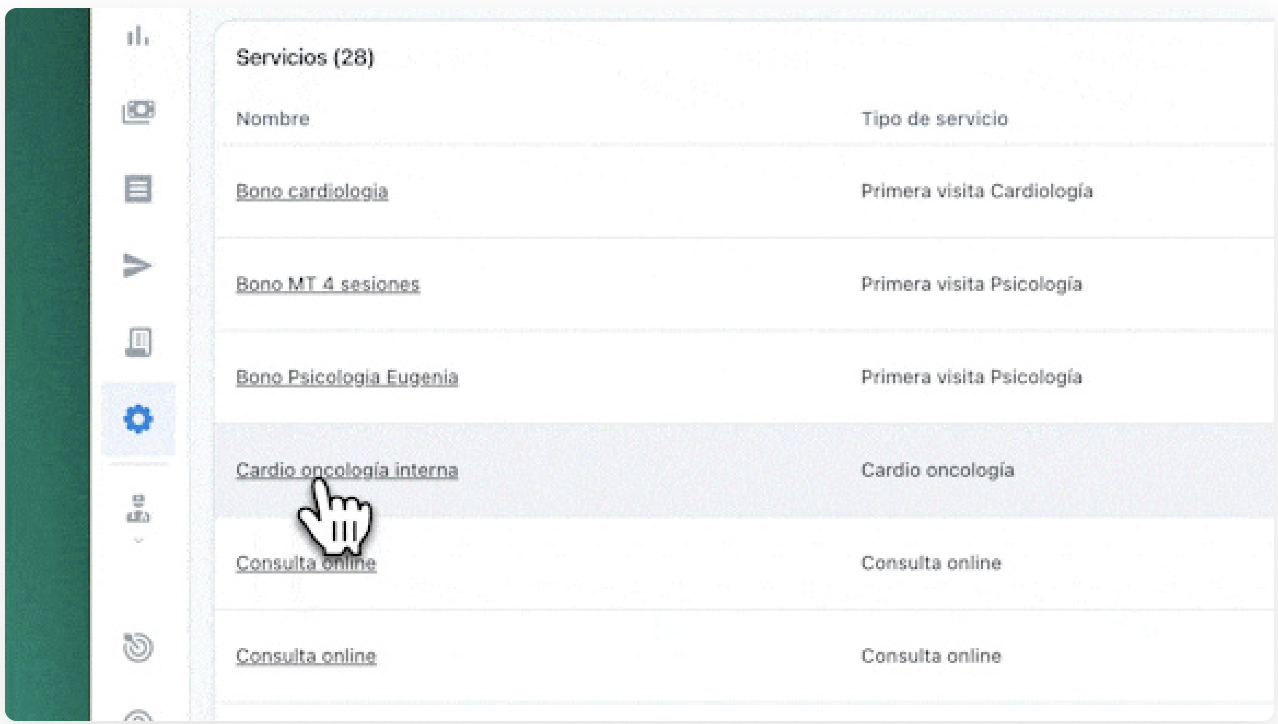 Servicios (28)
Nombre Tipo de servicio
Bono cardiologia Primera visita Cardiología
Bono MT 4 sesiones Primera visita Psicología
Bono Psicologia Eugenia Primera visita Psicología
Cardio oncología interna Cardio oncología
Consulta online Consulta online
Consulta online Consulta online